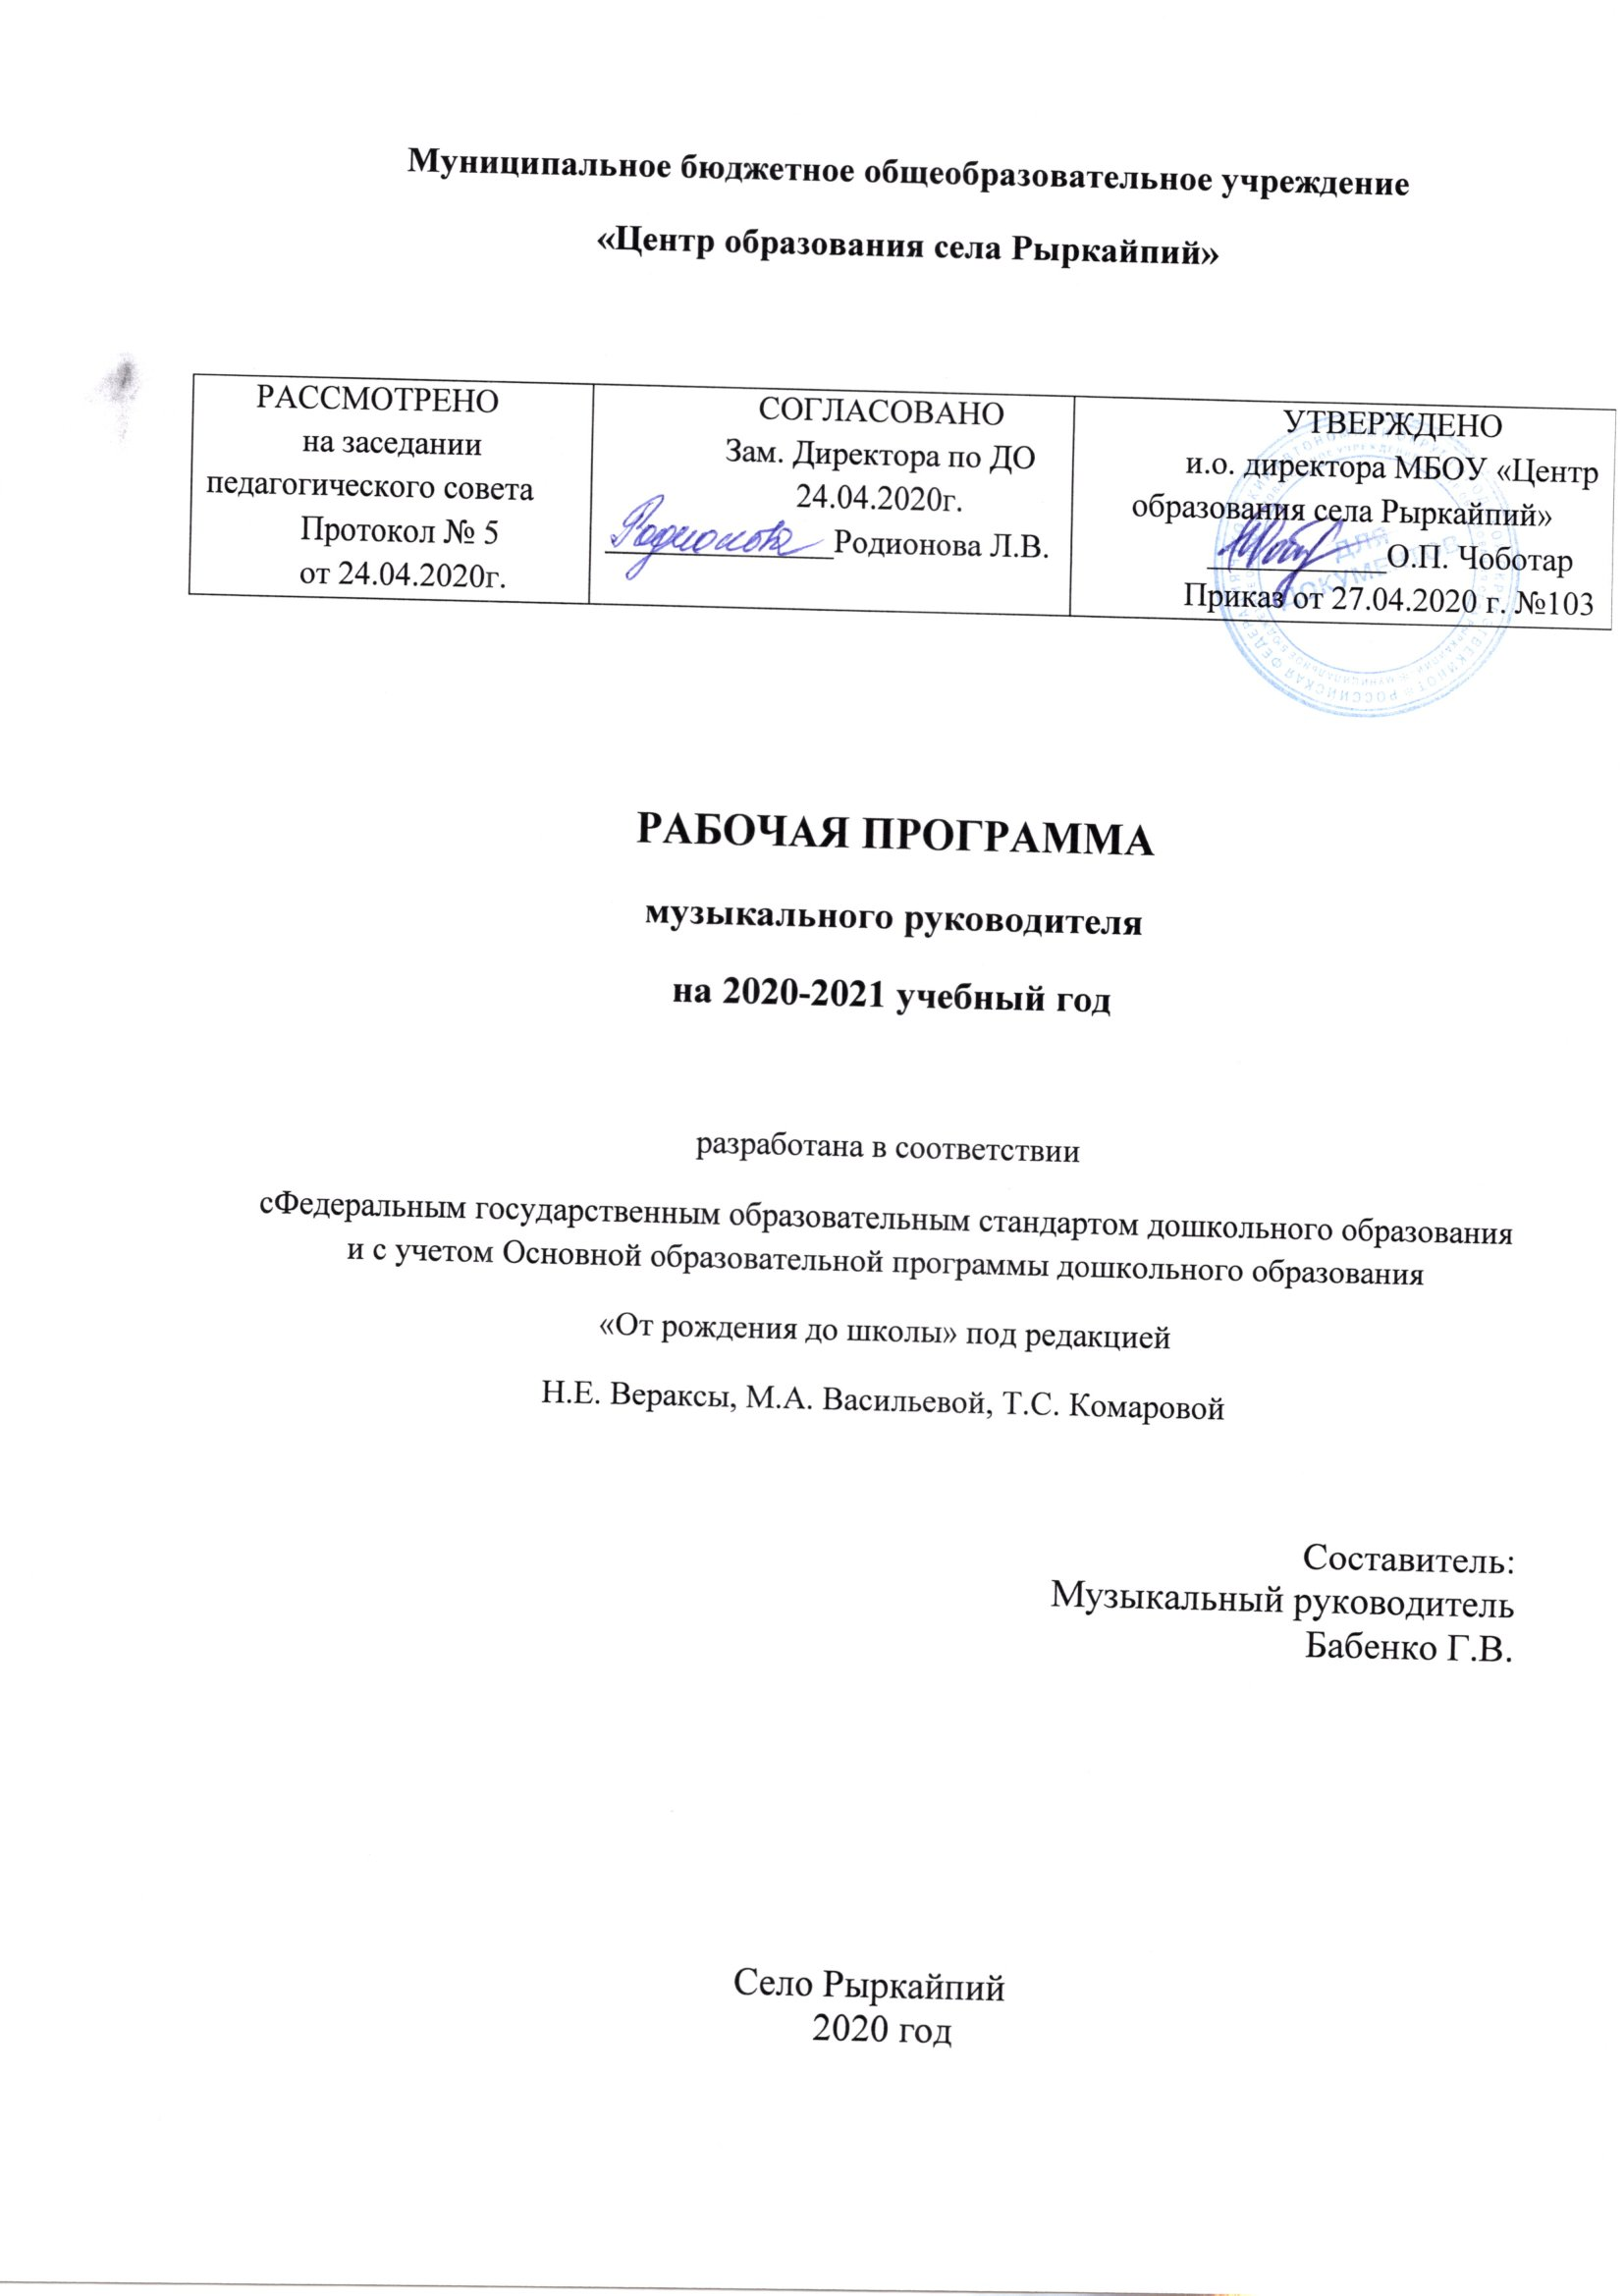 Муниципальное бюджетное общеобразовательное учреждение
«Центр образования села Рыркайпий»
РАССМОТРЕНО
на заседании
педагогического совета
Протокол № 5
от 24.04.2020г.
СОГЛАСОВАНО
Зам. Директора по ДО
24.04.2020г.
Родионова Родионова Л.В.
УТВЕРЖДЕНО
и.о. директора МБОУ «Центр
образования села Рыркайпий»
О.П. Чоботар
Приказ от 27.04.2020 г. №103
ДЛЯ
ДОКУМЕНТОВ
РАБОЧАЯ ПРОГРАММА
музыкального руководителя
на 2020-2021 учебный год
разработана в соответствии
сФедеральным государственным образовательным стандартом дошкольного образования
и с учетом Основной образовательной программы дошкольного образования
«От рождения до школы» под редакцией
Н.Е. Вераксы, М.А. Васильевой, Т.С. Комаровой
Составитель:
Музыкальный руководитель
Бабенко Г.В.
Село Рыркайпий
2020 год